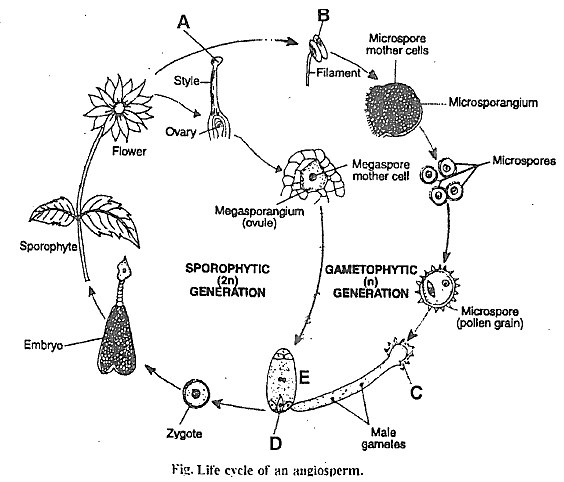 A
B
Microspore
mother cells
Style
Filament
Microsporangium
Ovary
Flower
Megaspore
mother cell
Microspores
Megasporangium
(ovule)
Sporophyte
SPOROPHYTIC
(2n)
GENERATION
GAMETOPHYTIC
(n)
GENERATION
Microspore
(pollen grain)
Embryo
E
C
D
Zygote
Male
gametes
Fig. Life cycle of an angiosperm.